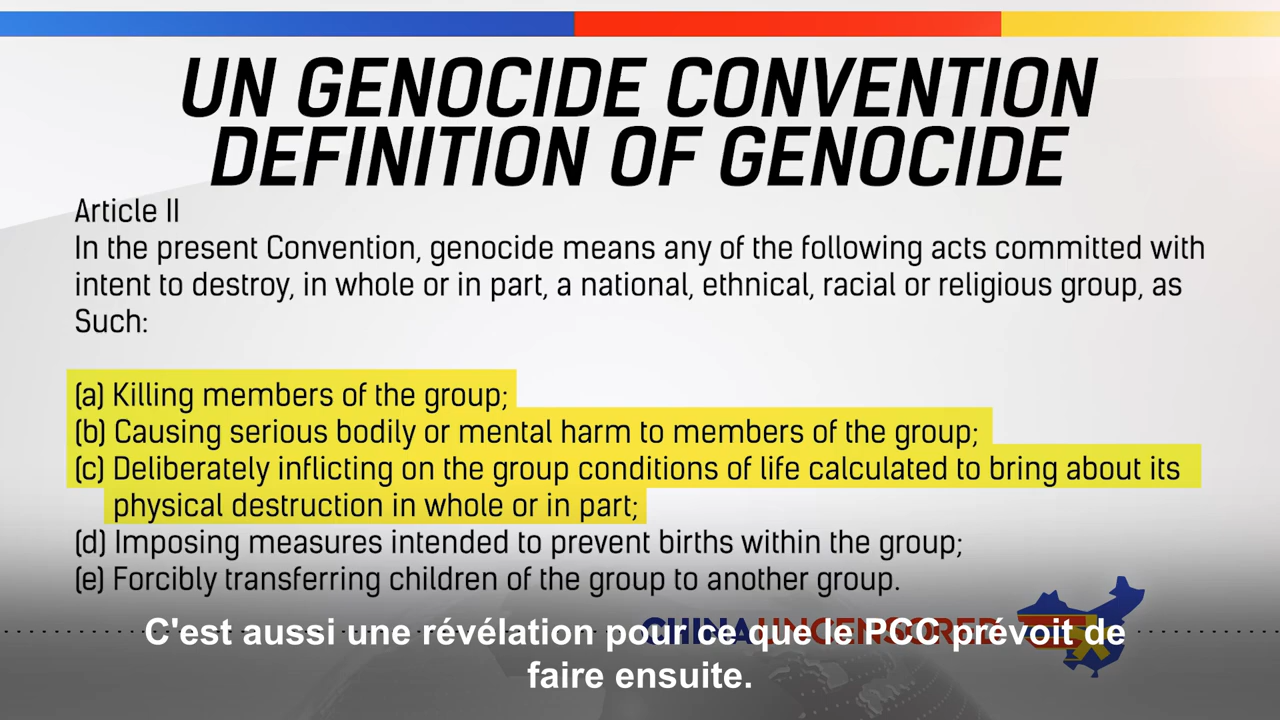 UN GENOCIDE CONVENTION
DEFINITION OF GENOCIDE
Article II
In the present Convention, genocide means any of the following acts committed with
intent to destroy, in whole or in part, a national, ethnical, racial or religious group, as
Such:
(a) Killing members of the group;
(b) Causing serious bodily or mental harm to members of the group;
(c) Deliberately inflicting on the group conditions of life calculated to bring about its
physical destruction in whole or in part;
(d) Imposing measures intended to prevent births within the group;
(e) Forcibly transferring children of the group to another group.
CHINA UNCENSORED
C'est aussi une révélation pour ce que le PCC prévoit de
faire ensuite.